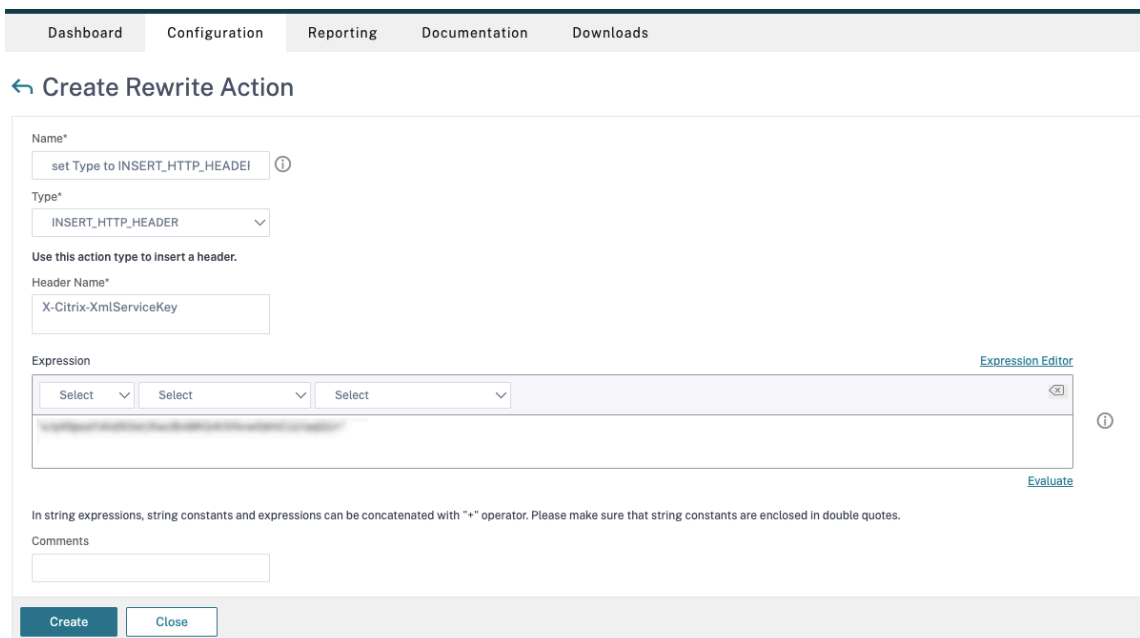 Dashboard Configuration Reporting Documentation Downloads
Create Rewrite Action
Name*
set Type to INSERT_HTTP_HEADER
Type*
INSERT_HTTP_HEADER
Use this action type to insert a header.
Header Name*
X-Citrix-XmlServiceKey
Expression Expression Editor
Select Select Select
Evaluate
In string expressions, string constants and expressions can be concatenated with "+" operator. Please make sure that string constants are enclosed in double quotes.
Comments
Create Close